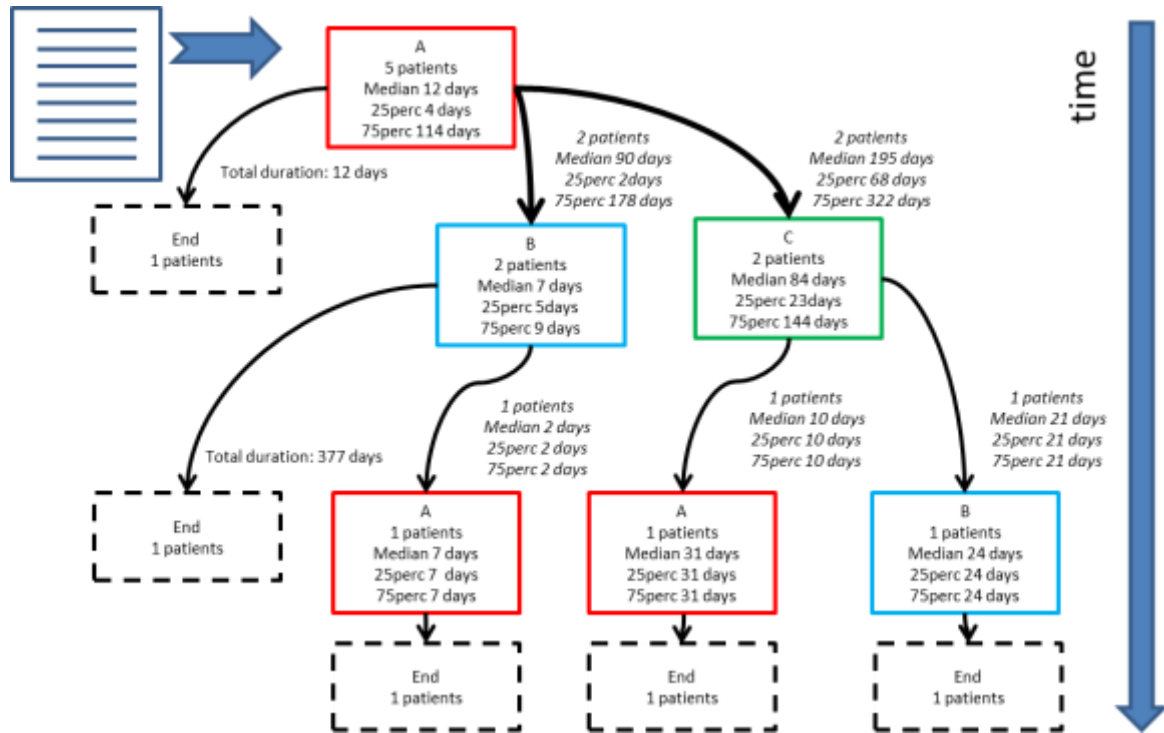 A
5 patients
Median 12 days
25perc 4 days
75perc 114 days
time
2 patients
Median 90 days
25perc 2days
75perc 178 days
2 patients
Median 195 days
25perc 68 days
75perc 322 days
Total duration: 12 days
End
1 patients
B
2 patients
Median 7 days
25perc 5days
75perc 9 days
C
2 patients
Median 84 days
25perc 23days
75perc 144 days
Total duration: 377 days
1 patients
Median 2 days
25perc 2 days
75perc 2 days
1 patients
Median 10 days
25perc 10 days
75perc 10 days
1 patients
Median 21 days
25perc 21 days
75perc 21 days
End
1 patients
A
1 patients
Median 7 days
25perc 7 days
75perc 7 days
A
1 patients
Median 31 days
25perc 31 days
75perc 31 days
B
1 patients
Median 24 days
25perc 24 days
75perc 24 days
End
1 patients
End
1 patients
End
1 patients